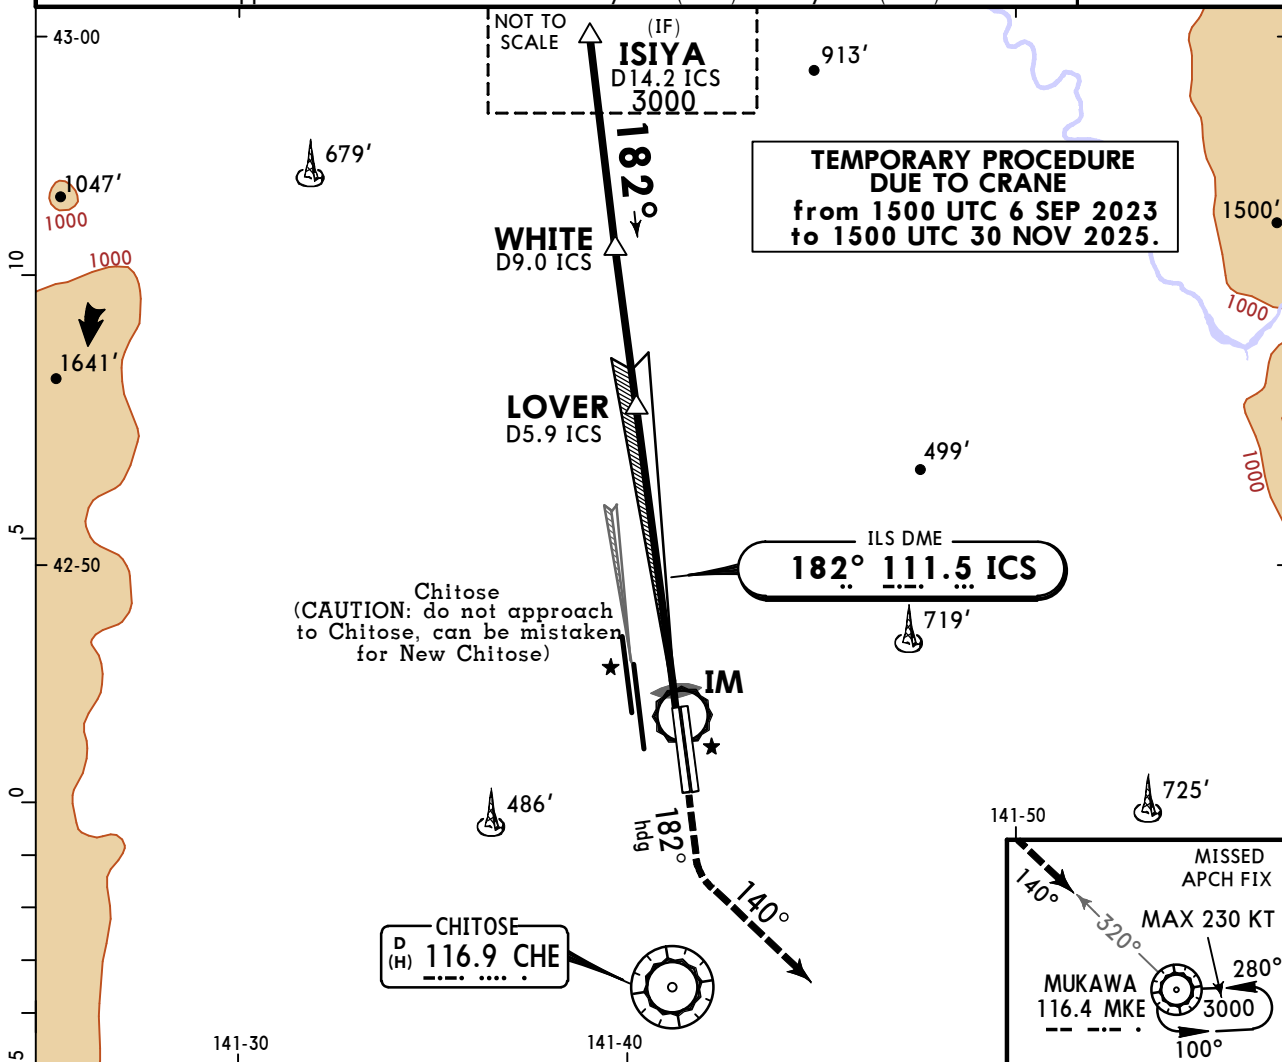 43-00
NOT TO
SCALE
(IF)
ISIYA
D14.2 ICS
3000
913'
182°
679'
TEMPORARY PROCEDURE
DUE TO CRANE
from 1500 UTC 6 SEP 2023
to 1500 UTC 30 NOV 2025.
1047'
1000
1500'
WHITE
D9.0 ICS
1000
10
1000
1641'
LOVER
D5.9 ICS
499'
1000
5
ILS DME
182° 111.5 ICS
42-50
Chitose
(CAUTION: do not approach
to Chitose, can be mistaken
for New Chitose)
719'
IM
0
486'
182°
hdg
725'
141-50
140°
MISSED
APCH FIX
140°
MAX 230 KT
320°
CHITOSE
D
(H)
116.9 CHE
280°
MUKAWA
116.4 MKE
3000
100°
5
141-30
141-40